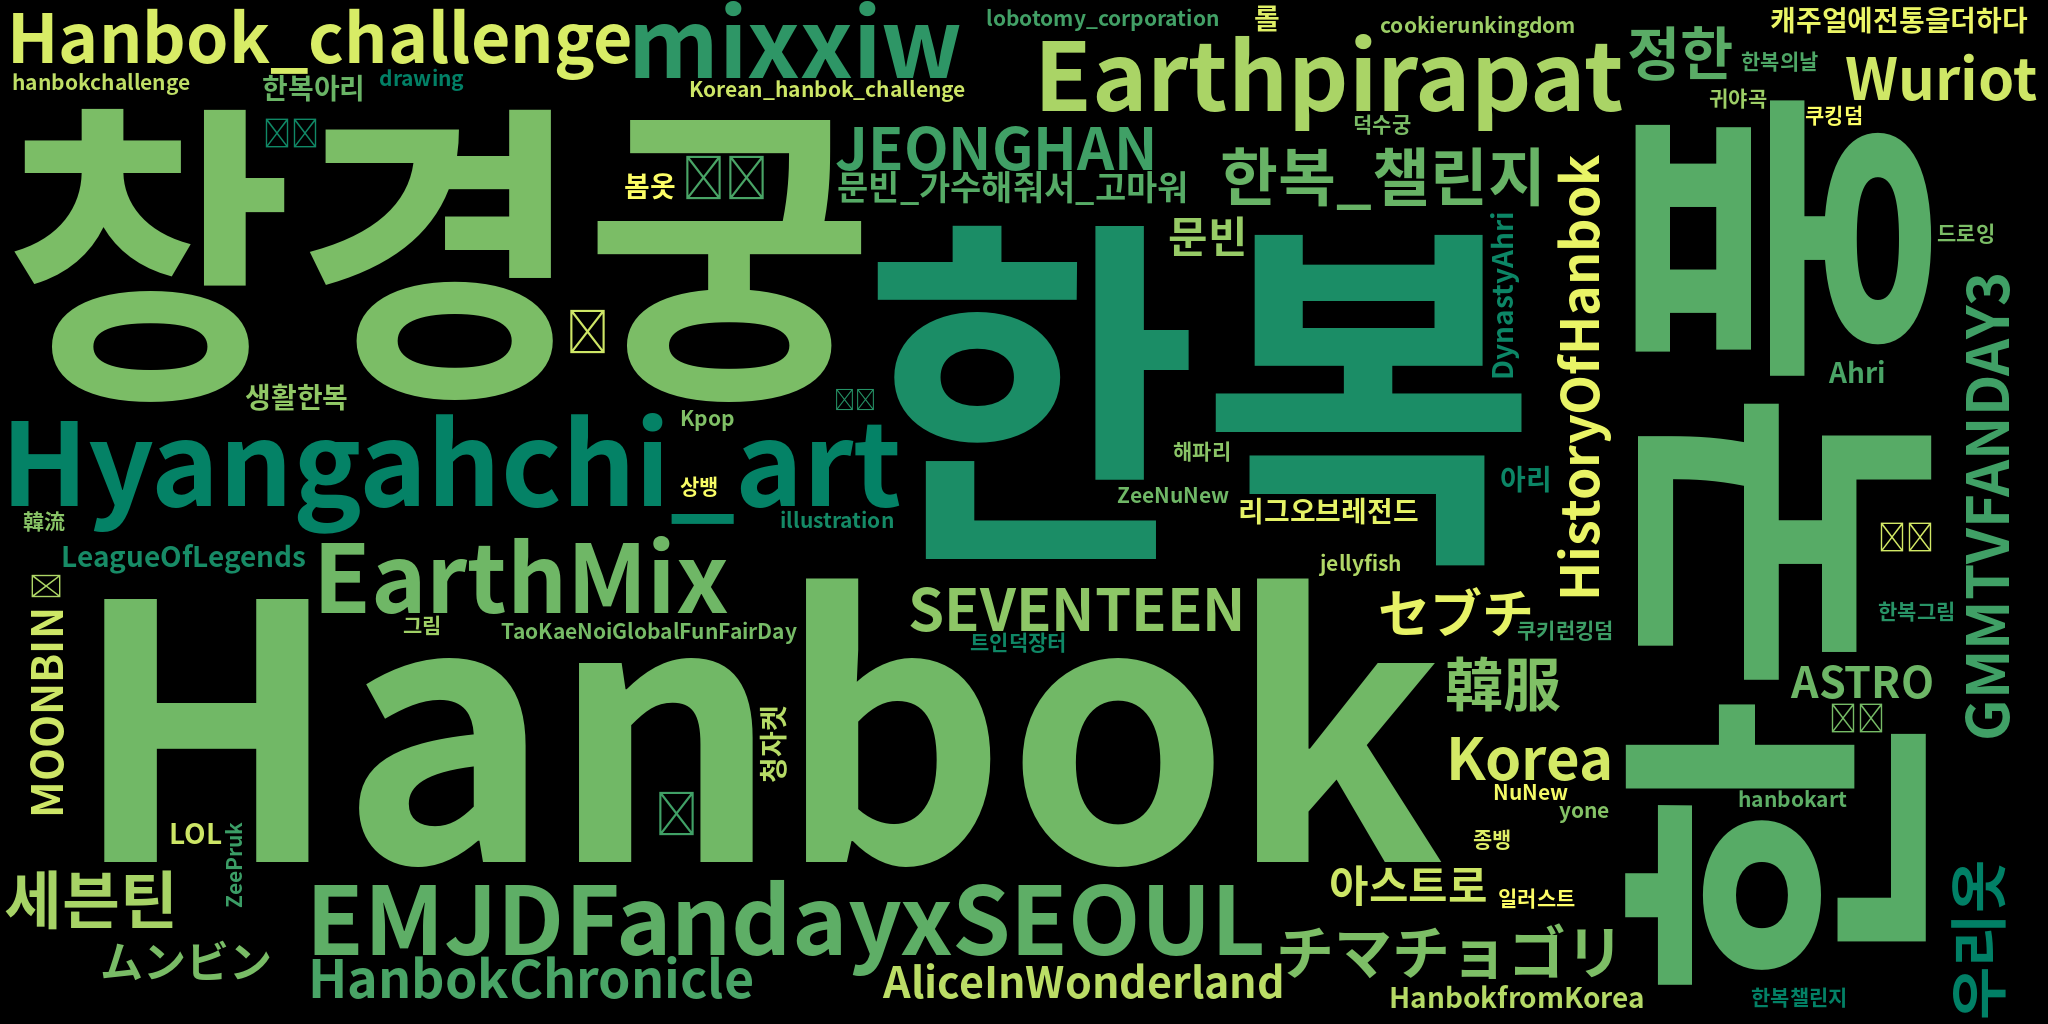 Hanbok_challenge
mixxiw
lobotomy_corporation
롤
cookierunkingdom
캐주얼에전통을더하다
hanbokchallenge
한복아리
drawing
Korean_hanbok_challenge
Earthpirapat
정한
한복의날
Wuriot
귀야곡
쿠킹덤
창경궁
봄옷
JEONGHAN
문빈_가수해줘서_고마워
덕수궁
한복_챌린지
문빈
한복
DynastyAhri
HistoryOfHanbok
한국풍
드로잉
GMMTVFANDAY3
Ahri
생활한복
Kpop
Hyangahchi_art
상뱅
해파리
ZeeNuNew
리그오브레전드
아리
韓流
illustration
LeagueOfLegends
EarthMix
jellyfish
MOONBIN
그림
TaoKaeNoiGlobalFunFairDay
SEVENTEEN
트인덕장터
セブチ
쿠키런킹덤
한복그림
Hanbok
청자켓
韓服
ASTRO
Korea
NuNew
yone
hanbokart
LOL
ZeePruk
종뱅
세븐틴
EMJDFandayxSEOUL
아스트로
일러스트
우리옷
ムンビン
HanbokChronicle
AliceInWonderland
チマチョゴリ
HanbokfromKorea
한복챌린지